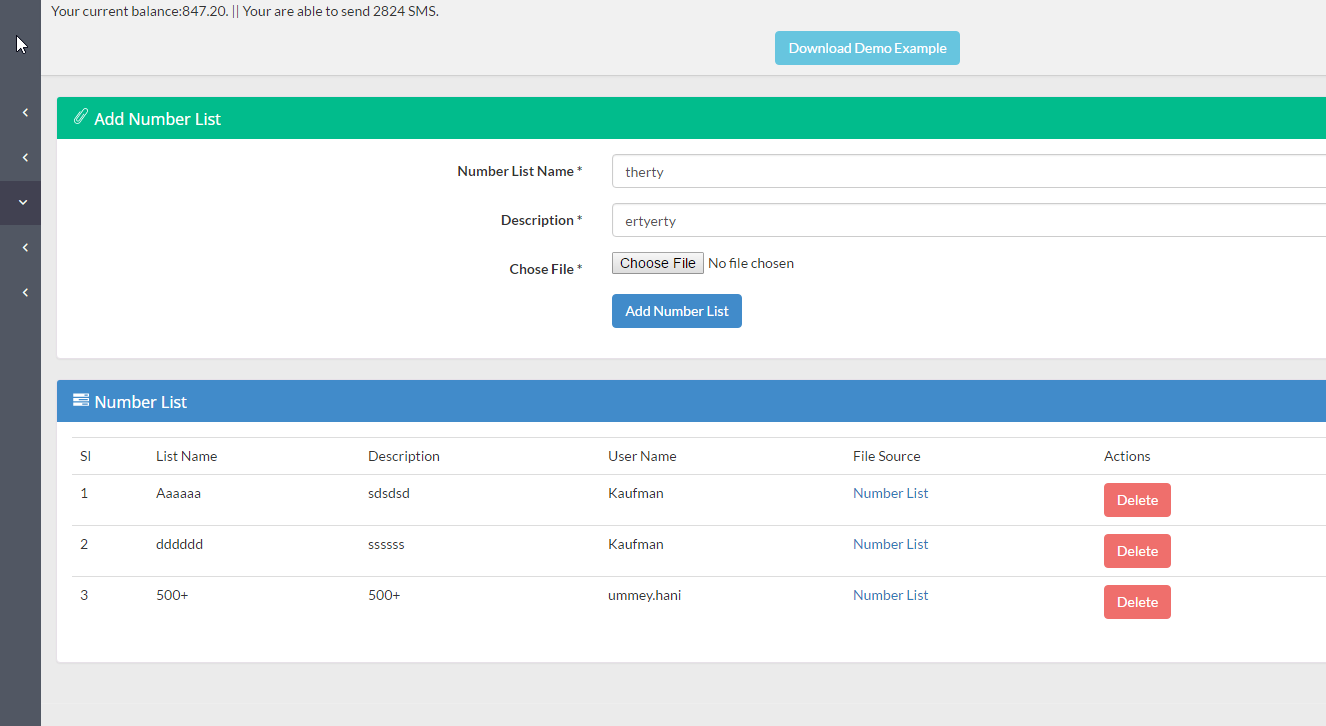 Your current balance:847.20. || Your are able to send 2824 SMS.
Download Demo Example
Add Number List
Number List Name * therty
Description * ertyerty
Chose File * Choose File No file chosen
Add Number List
Number List
Sl List Name Description User Name File Source Actions
1 Aaaaaa sdsdsd Kaufman Number List Delete
2 dddddd ssssss Kaufman Number List Delete
3 500+ 500+ ummey.hani Number List Delete